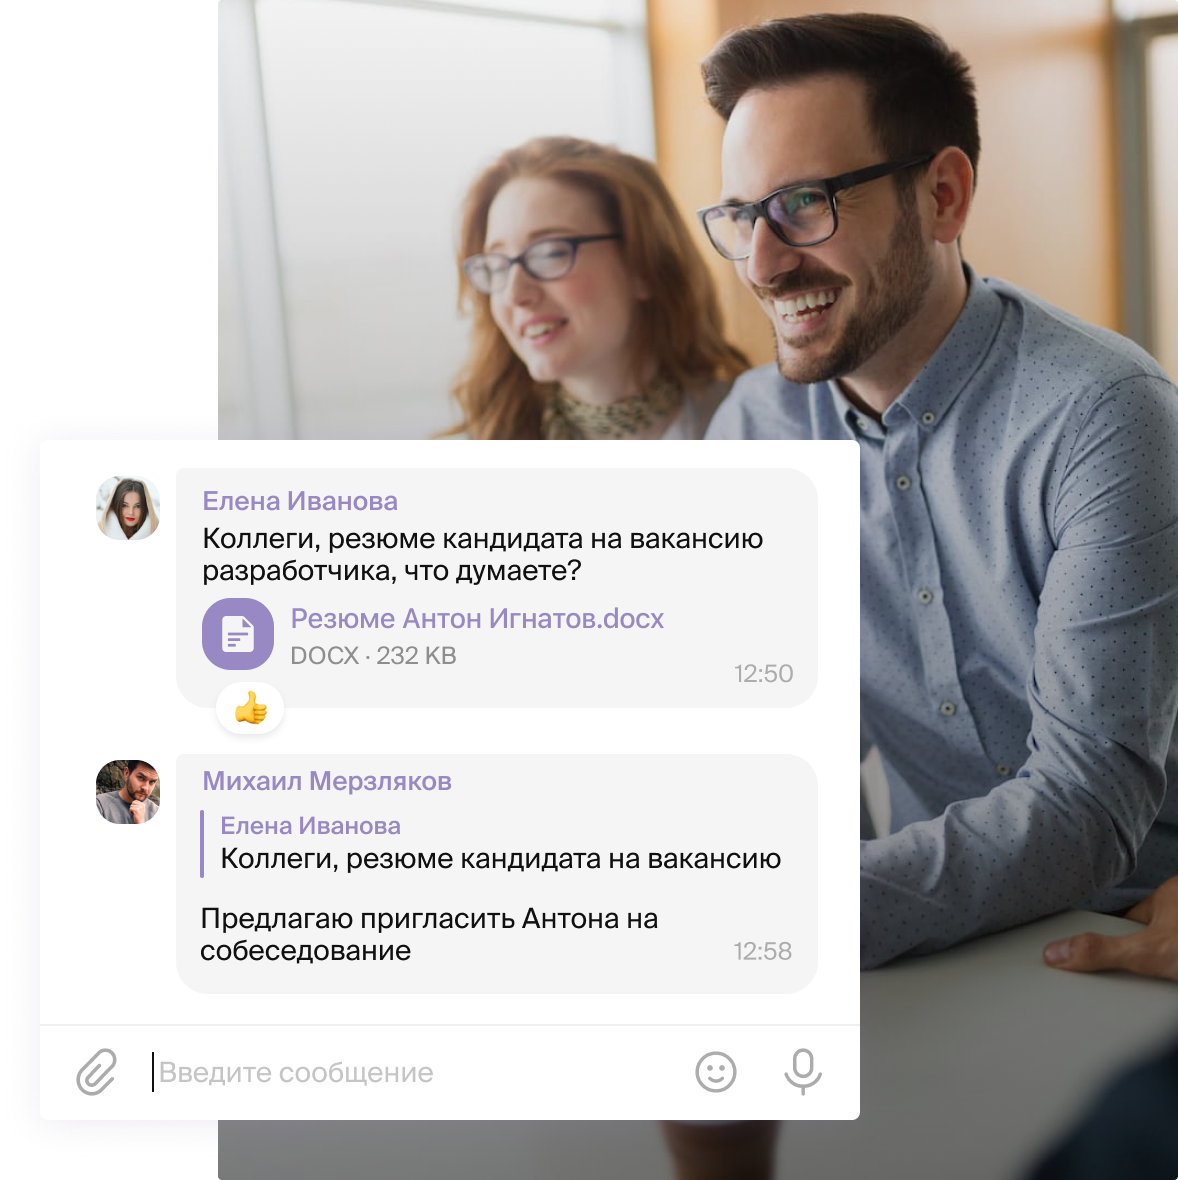 Елена Иванова
Коллеги, резюме кандидата на вакансию
разработчика, что думаете?
Резюме Антон Игнатов.docx
DOCX · 232 KB
12:50
Михаил Мерзляков
Елена Иванова
Коллеги, резюме кандидата на вакансию
Предлагаю пригласить Антона на
собеседование
12:58
Введите сообщение